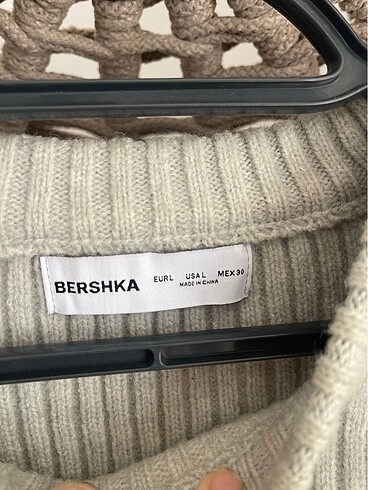 BERSHKA EUR L USA L MEX 30
MADE IN CHINA